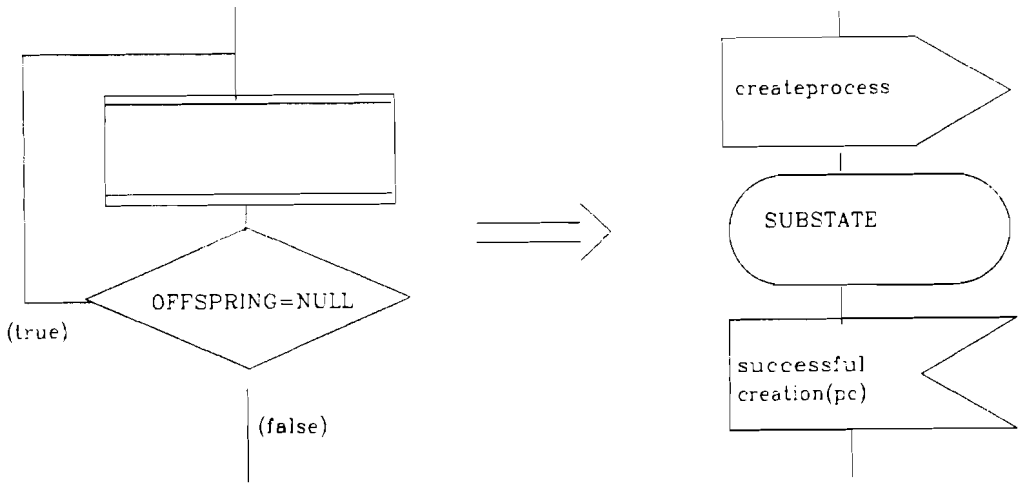 OFFSPRING=NULL
(true)
(false)
createprocess
SUBSTATE
successful
creation(pc)